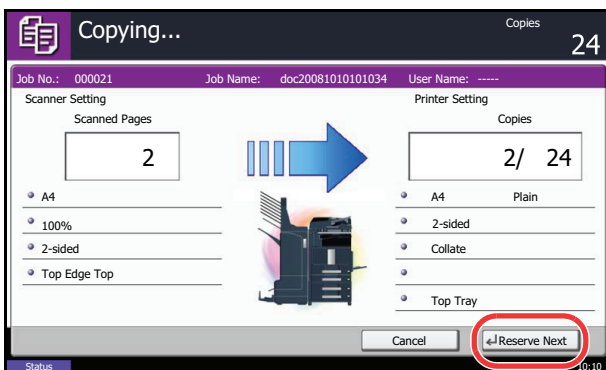 Copying...
Copies
24
Job No.: 000021 Job Name: doc20081010101034 User Name: -----
Scanner Setting Printer Setting
Scanned Pages Copies
2 2/ 24
A4 A4 Plain
100% 2-sided
2-sided Collate
Top Edge Top
Top Tray
Cancel Reserve Next
Status 10:10